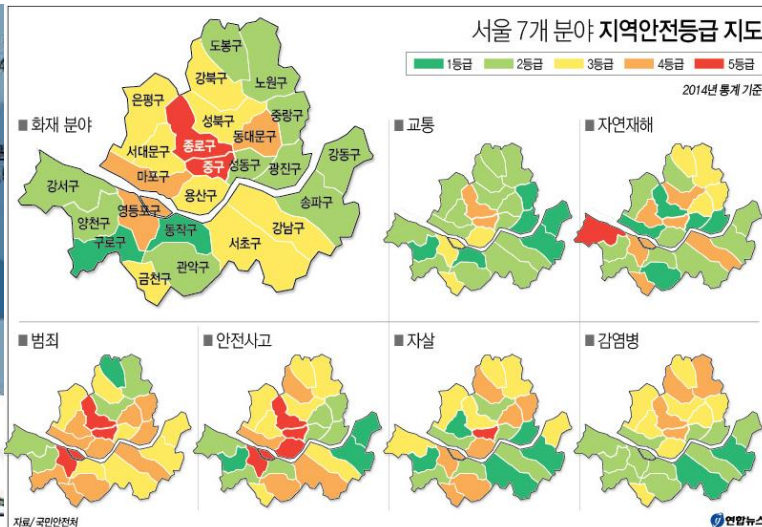 서울 7개 분야 지역안전등급 지도
1등급 2등급 3등급 4등급 5등급
2014년 통계 기준
■ 화재 분야
도봉구
강북구
노원구
은평구
성북구
중랑구
동대문구
종로구
서대문구
중구
성동구
광진구
강동구
마포구
강서구
용산구
송파구
양천구
영등포구
동작구
강남구
구로구
서초구
관악구
금천구
■ 교통
■ 자연재해
■ 범죄
■ 안전사고
■ 자살
■ 감염병
자료/ 국민안전처
연합뉴스